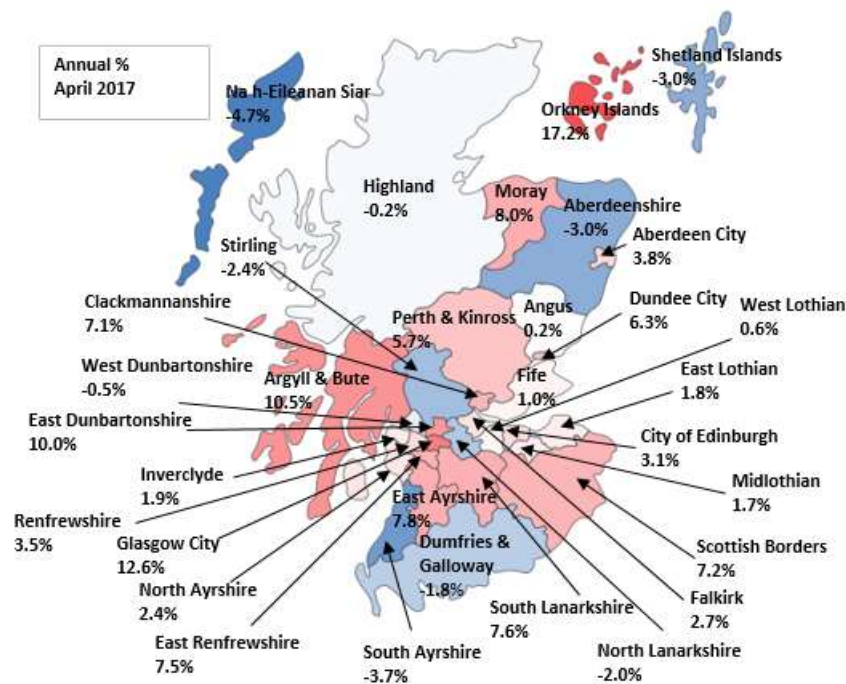 Annual %
April 2017
Shetland Islands
-3.0%
Na h-Eileanan Siar
-4.7%
Orkney Islands
17.2%
Highland
-0.2%
Moray
8.0%
Aberdeenshire
-3.0%
Aberdeen City
3.8%
Stirling
-2.4%
Clackmannanshire
7.1%
Perth & Kinross
5.7%
Angus
0.2%
Dundee City
6.3%
West Lothian
0.6%
West Dunbartonshire
-0.5%
Argyll & Bute
10.5%
Fife
1.0%
East Lothian
1.8%
East Dunbartonshire
10.0%
City of Edinburgh
3.1%
Inverclyde
1.9%
Midlothian
1.7%
Renfrewshire
3.5%
East Ayrshire
7.8%
Glasgow City
12.6%
Dumfries &
Galloway
-1.8%
Scottish Borders
7.2%
North Ayrshire
2.4%
South Lanarkshire
7.6%
Falkirk
2.7%
East Renfrewshire
7.5%
South Ayrshire
-3.7%
North Lanarkshire
-2.0%